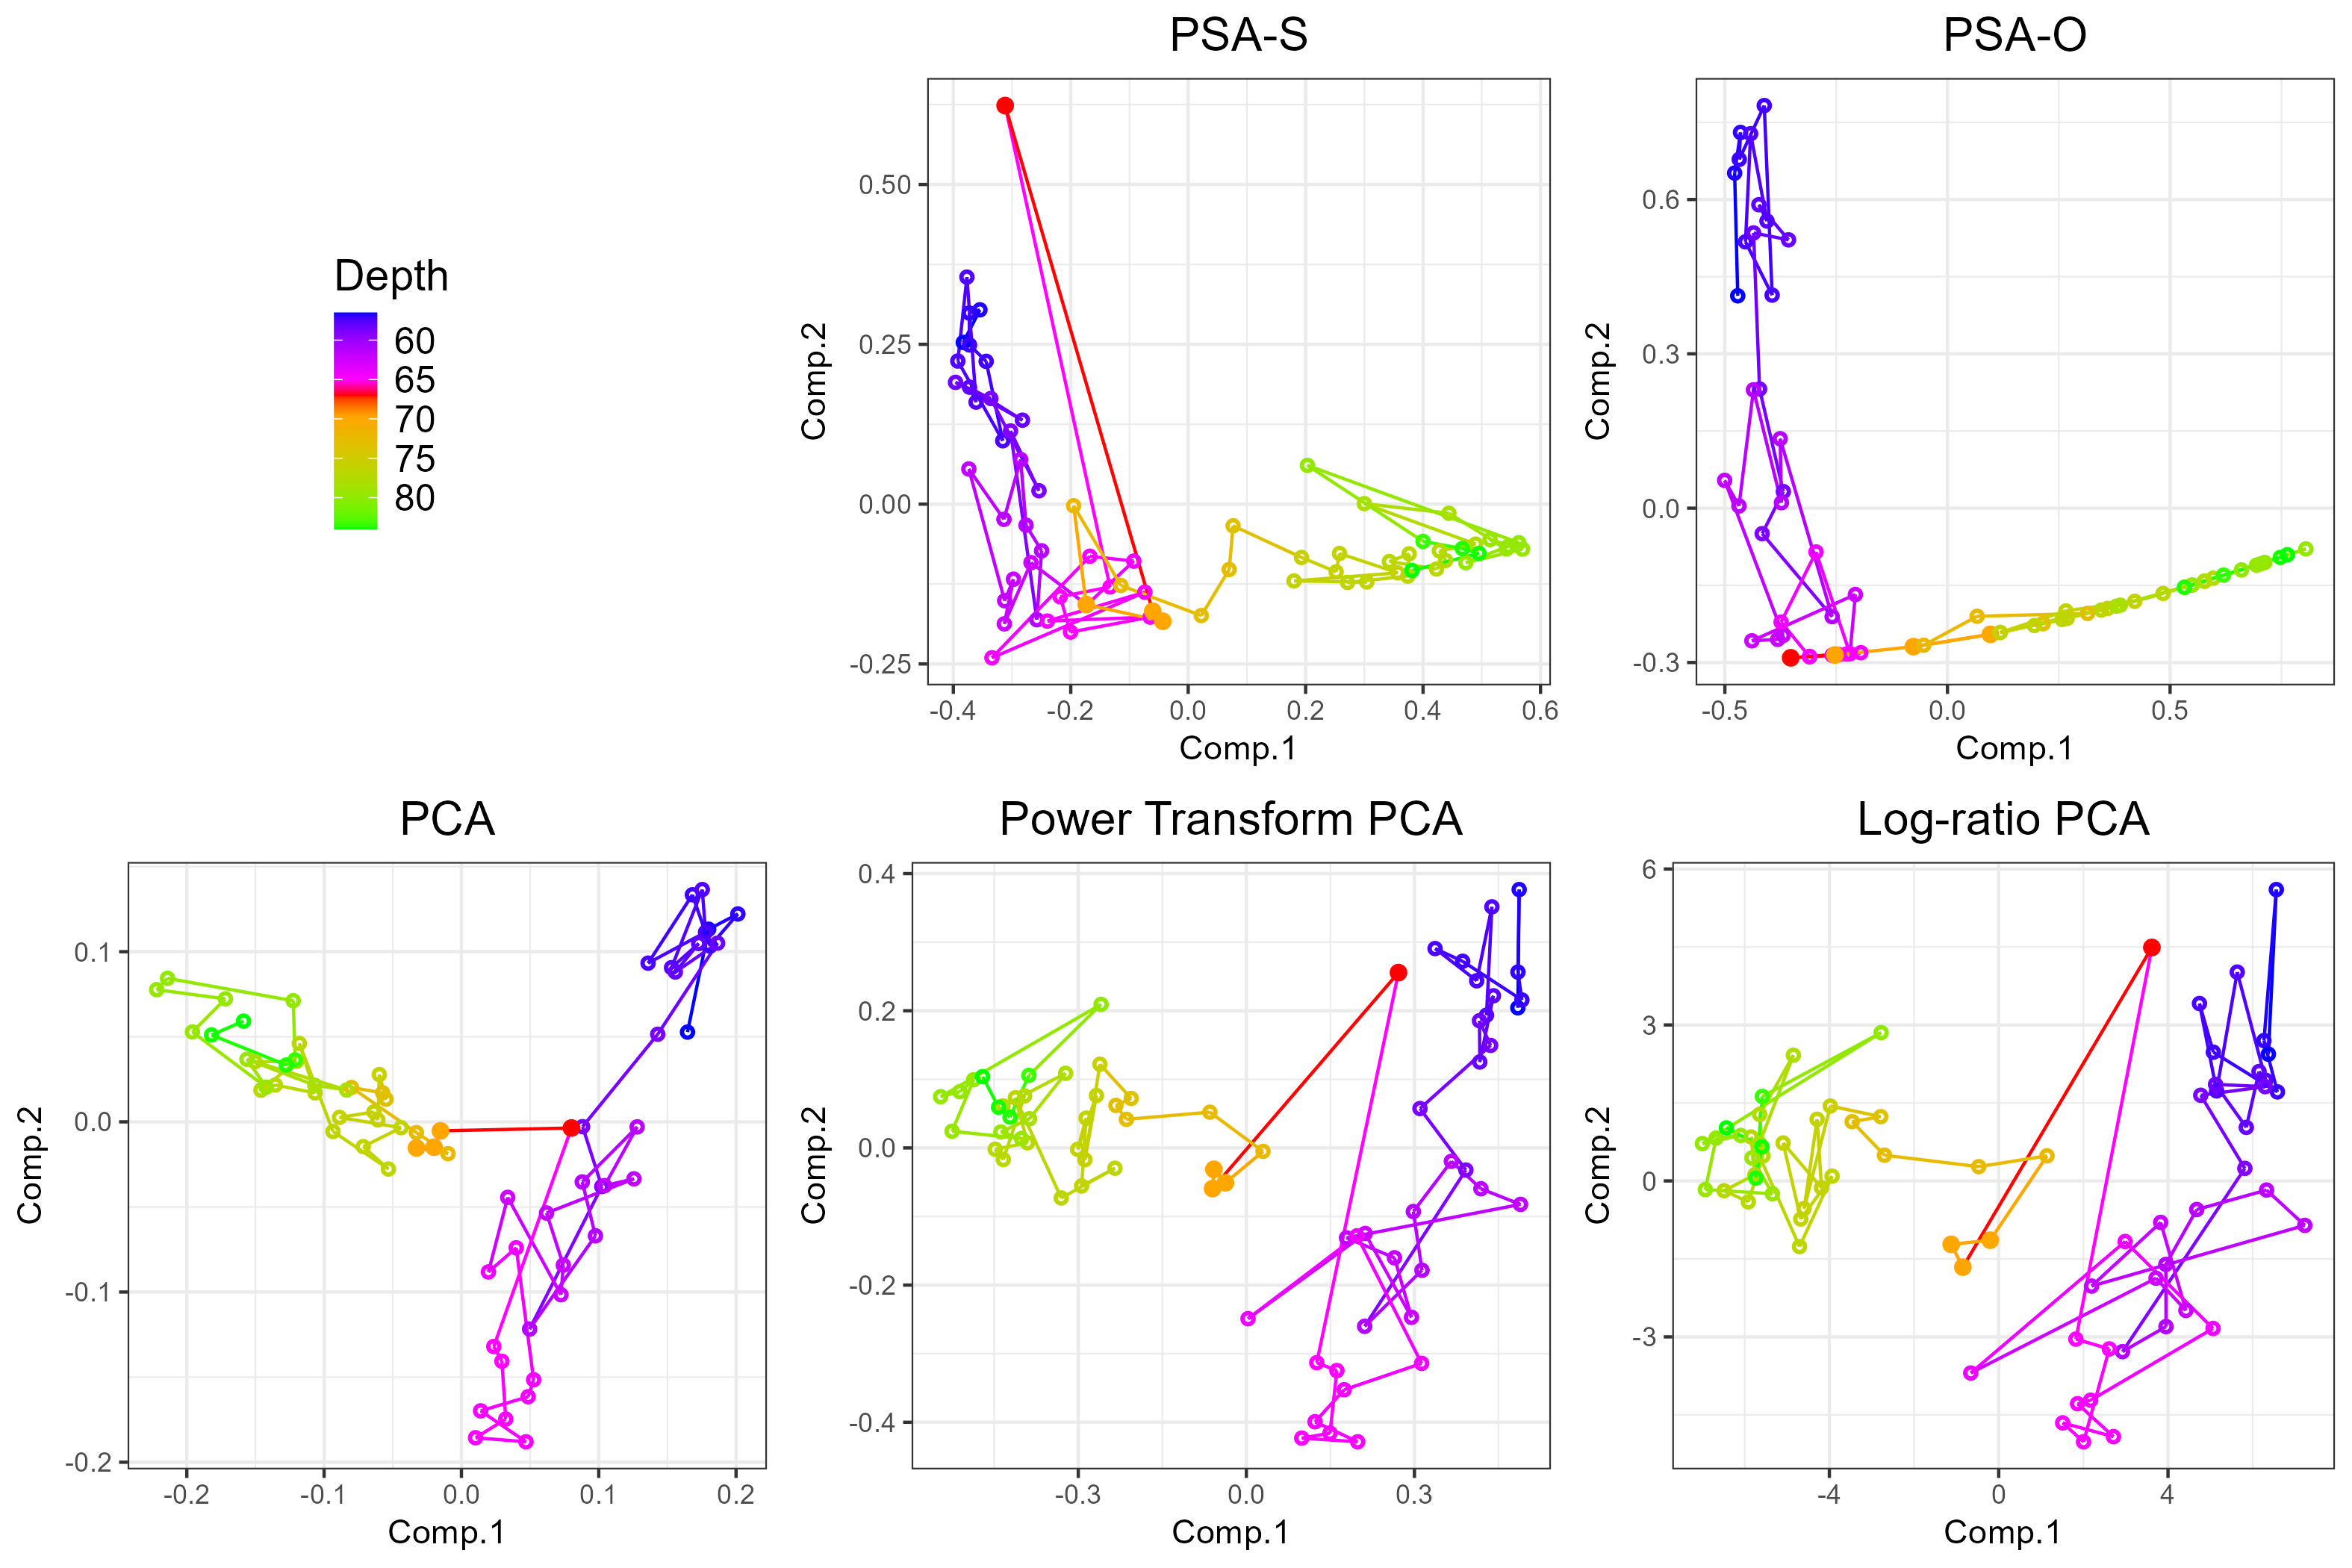 PSA-S
PSA-O
Depth
60
65
70
75
80
Comp.2
0.50
0.25
0.00
-0.25
-0.4 -0.2 0.0 0.2 0.4 0.6
Comp.1
Comp.2
0.6
0.3
0.0
-0.3
-0.5 0.0 0.5
Comp.1
PCA
Power Transform PCA
Log-ratio PCA
Comp.2
0.1
0.0
-0.1
-0.2
-0.2 -0.1 0.0 0.1 0.2
Comp.1
Comp.2
0.4
0.2
0.0
-0.2
-0.4
-0.3 0.0 0.3
Comp.1
Comp.2
6
3
0
-3
-4 0 4
Comp.1